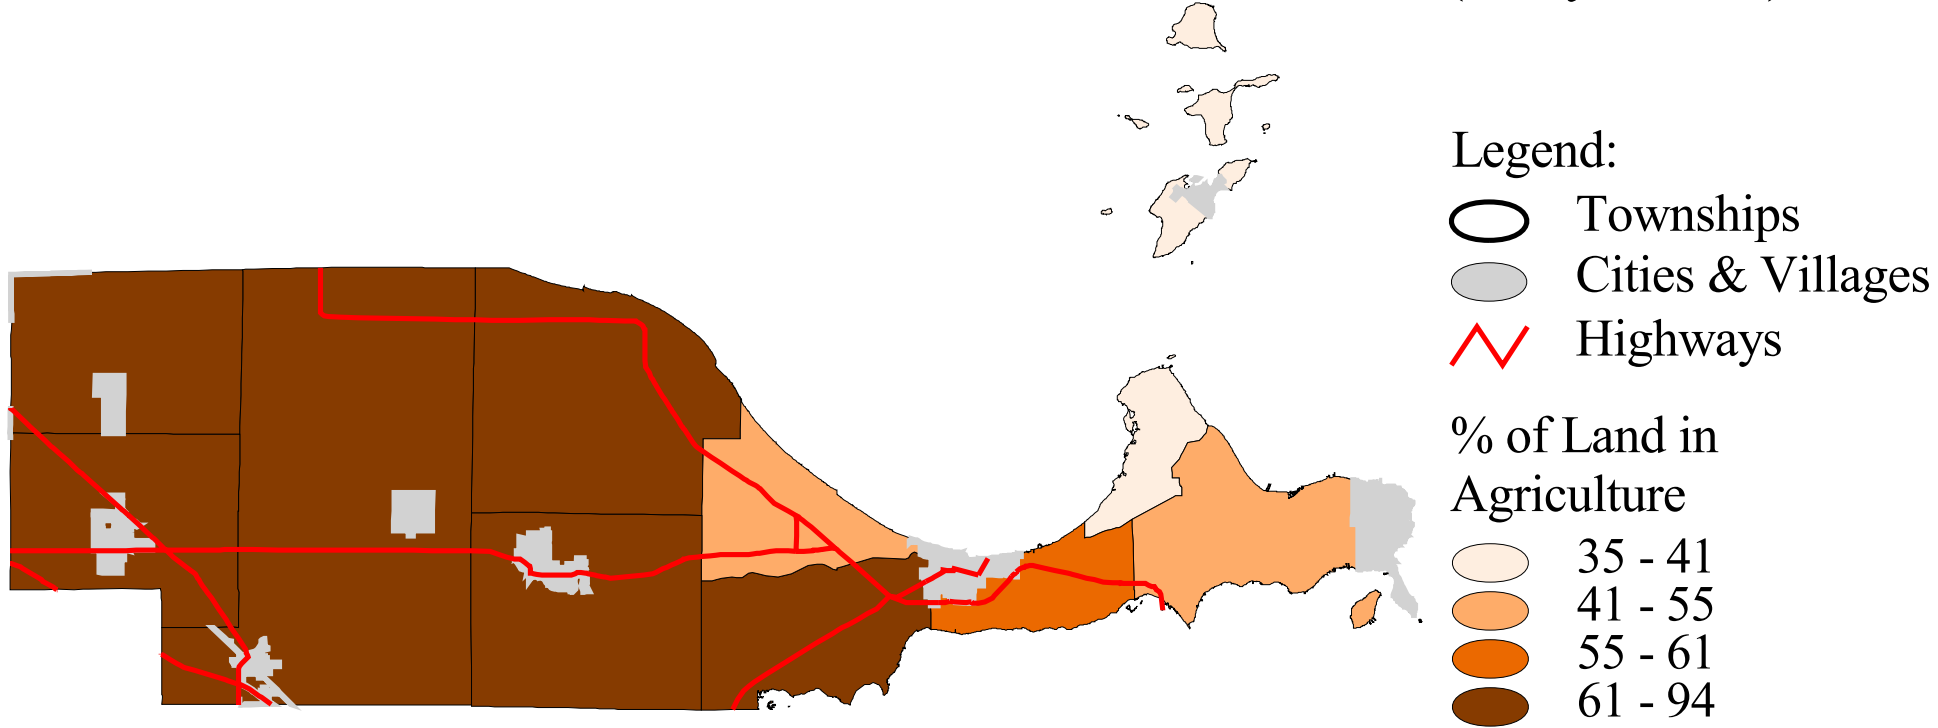 Legend:
Townships
Cities & Villages
Highways
% of Land in
Agriculture
35 - 41
41 - 55
55 - 61
61 - 94